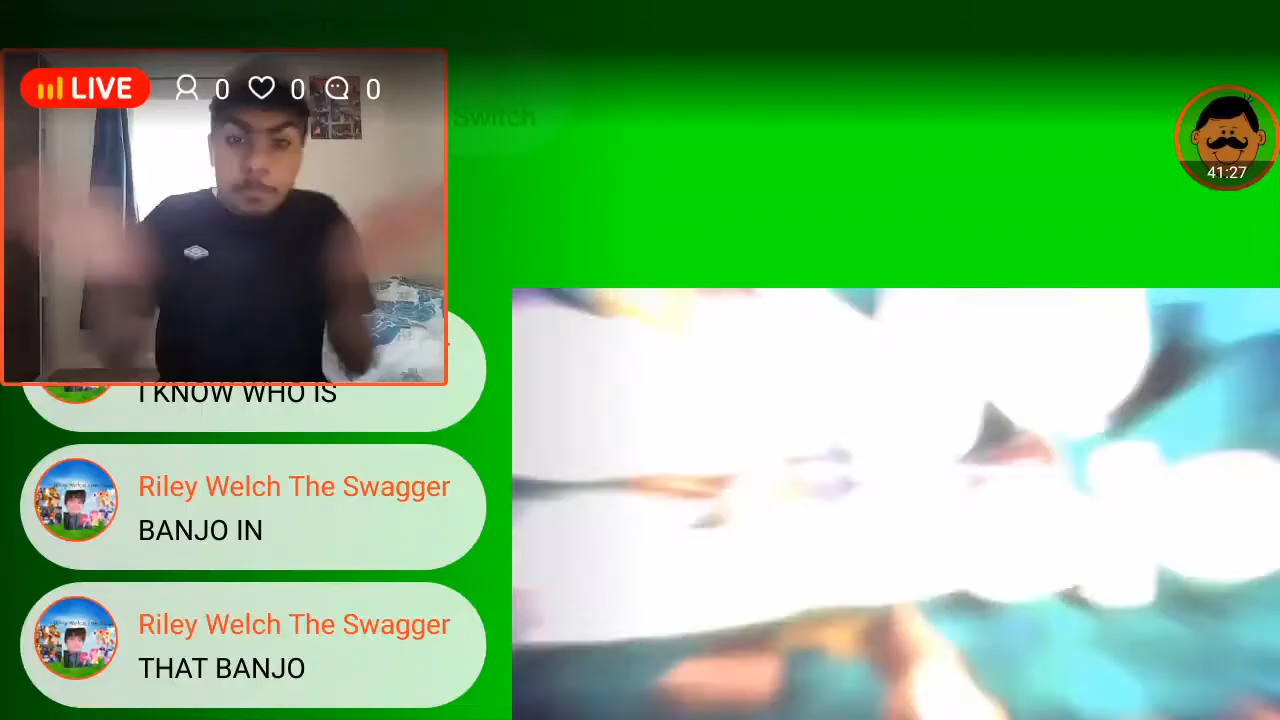 LIVE 0 0 0
Switch
41:27
I KNOW WHO IS
Riley Welch The Swagger
BANJO IN
Riley Welch The Swagger
THAT BANJO